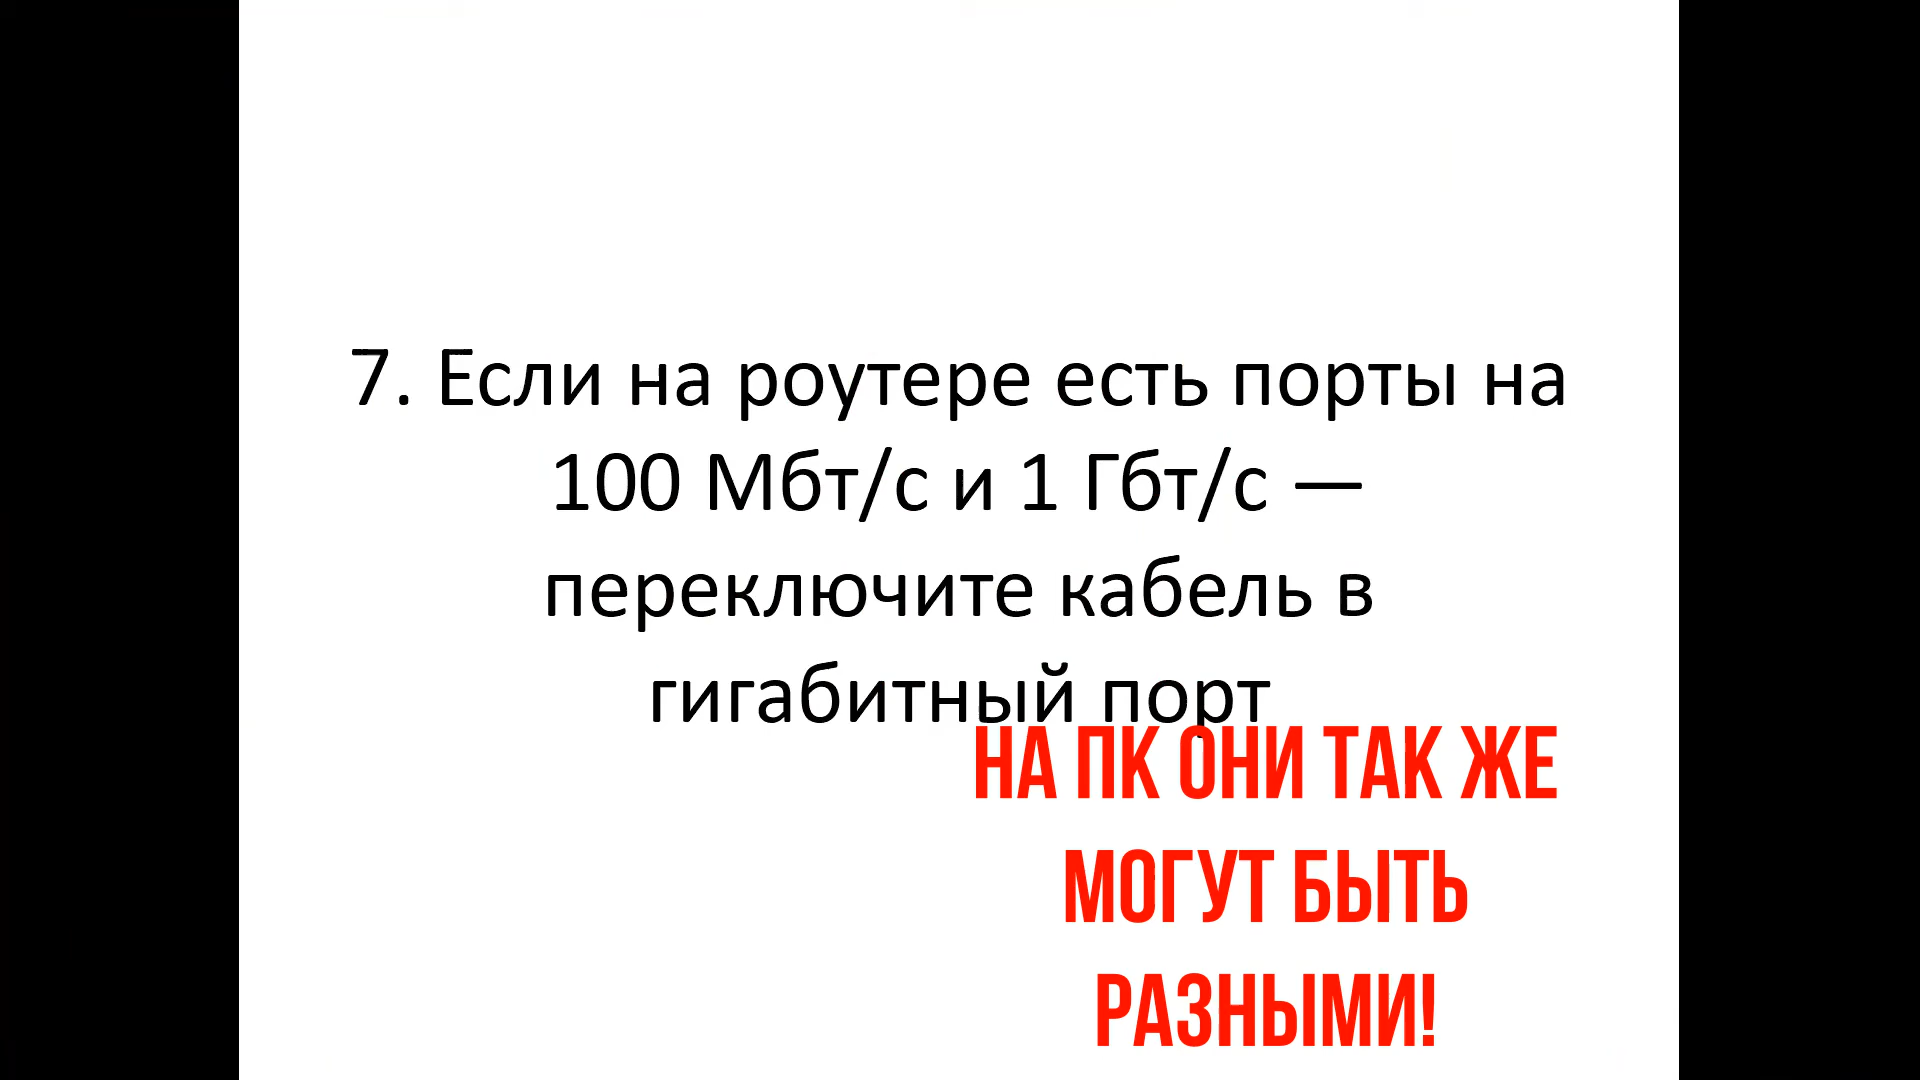 7. Если на роутере есть порты на
100 Мбт/с и 1 Гбт/с —
переключите кабель в
гигабитный порт
НА ПК ОНИ ТАК ЖЕ
МОГУТ БЫТЬ
РАЗНЫМИ!